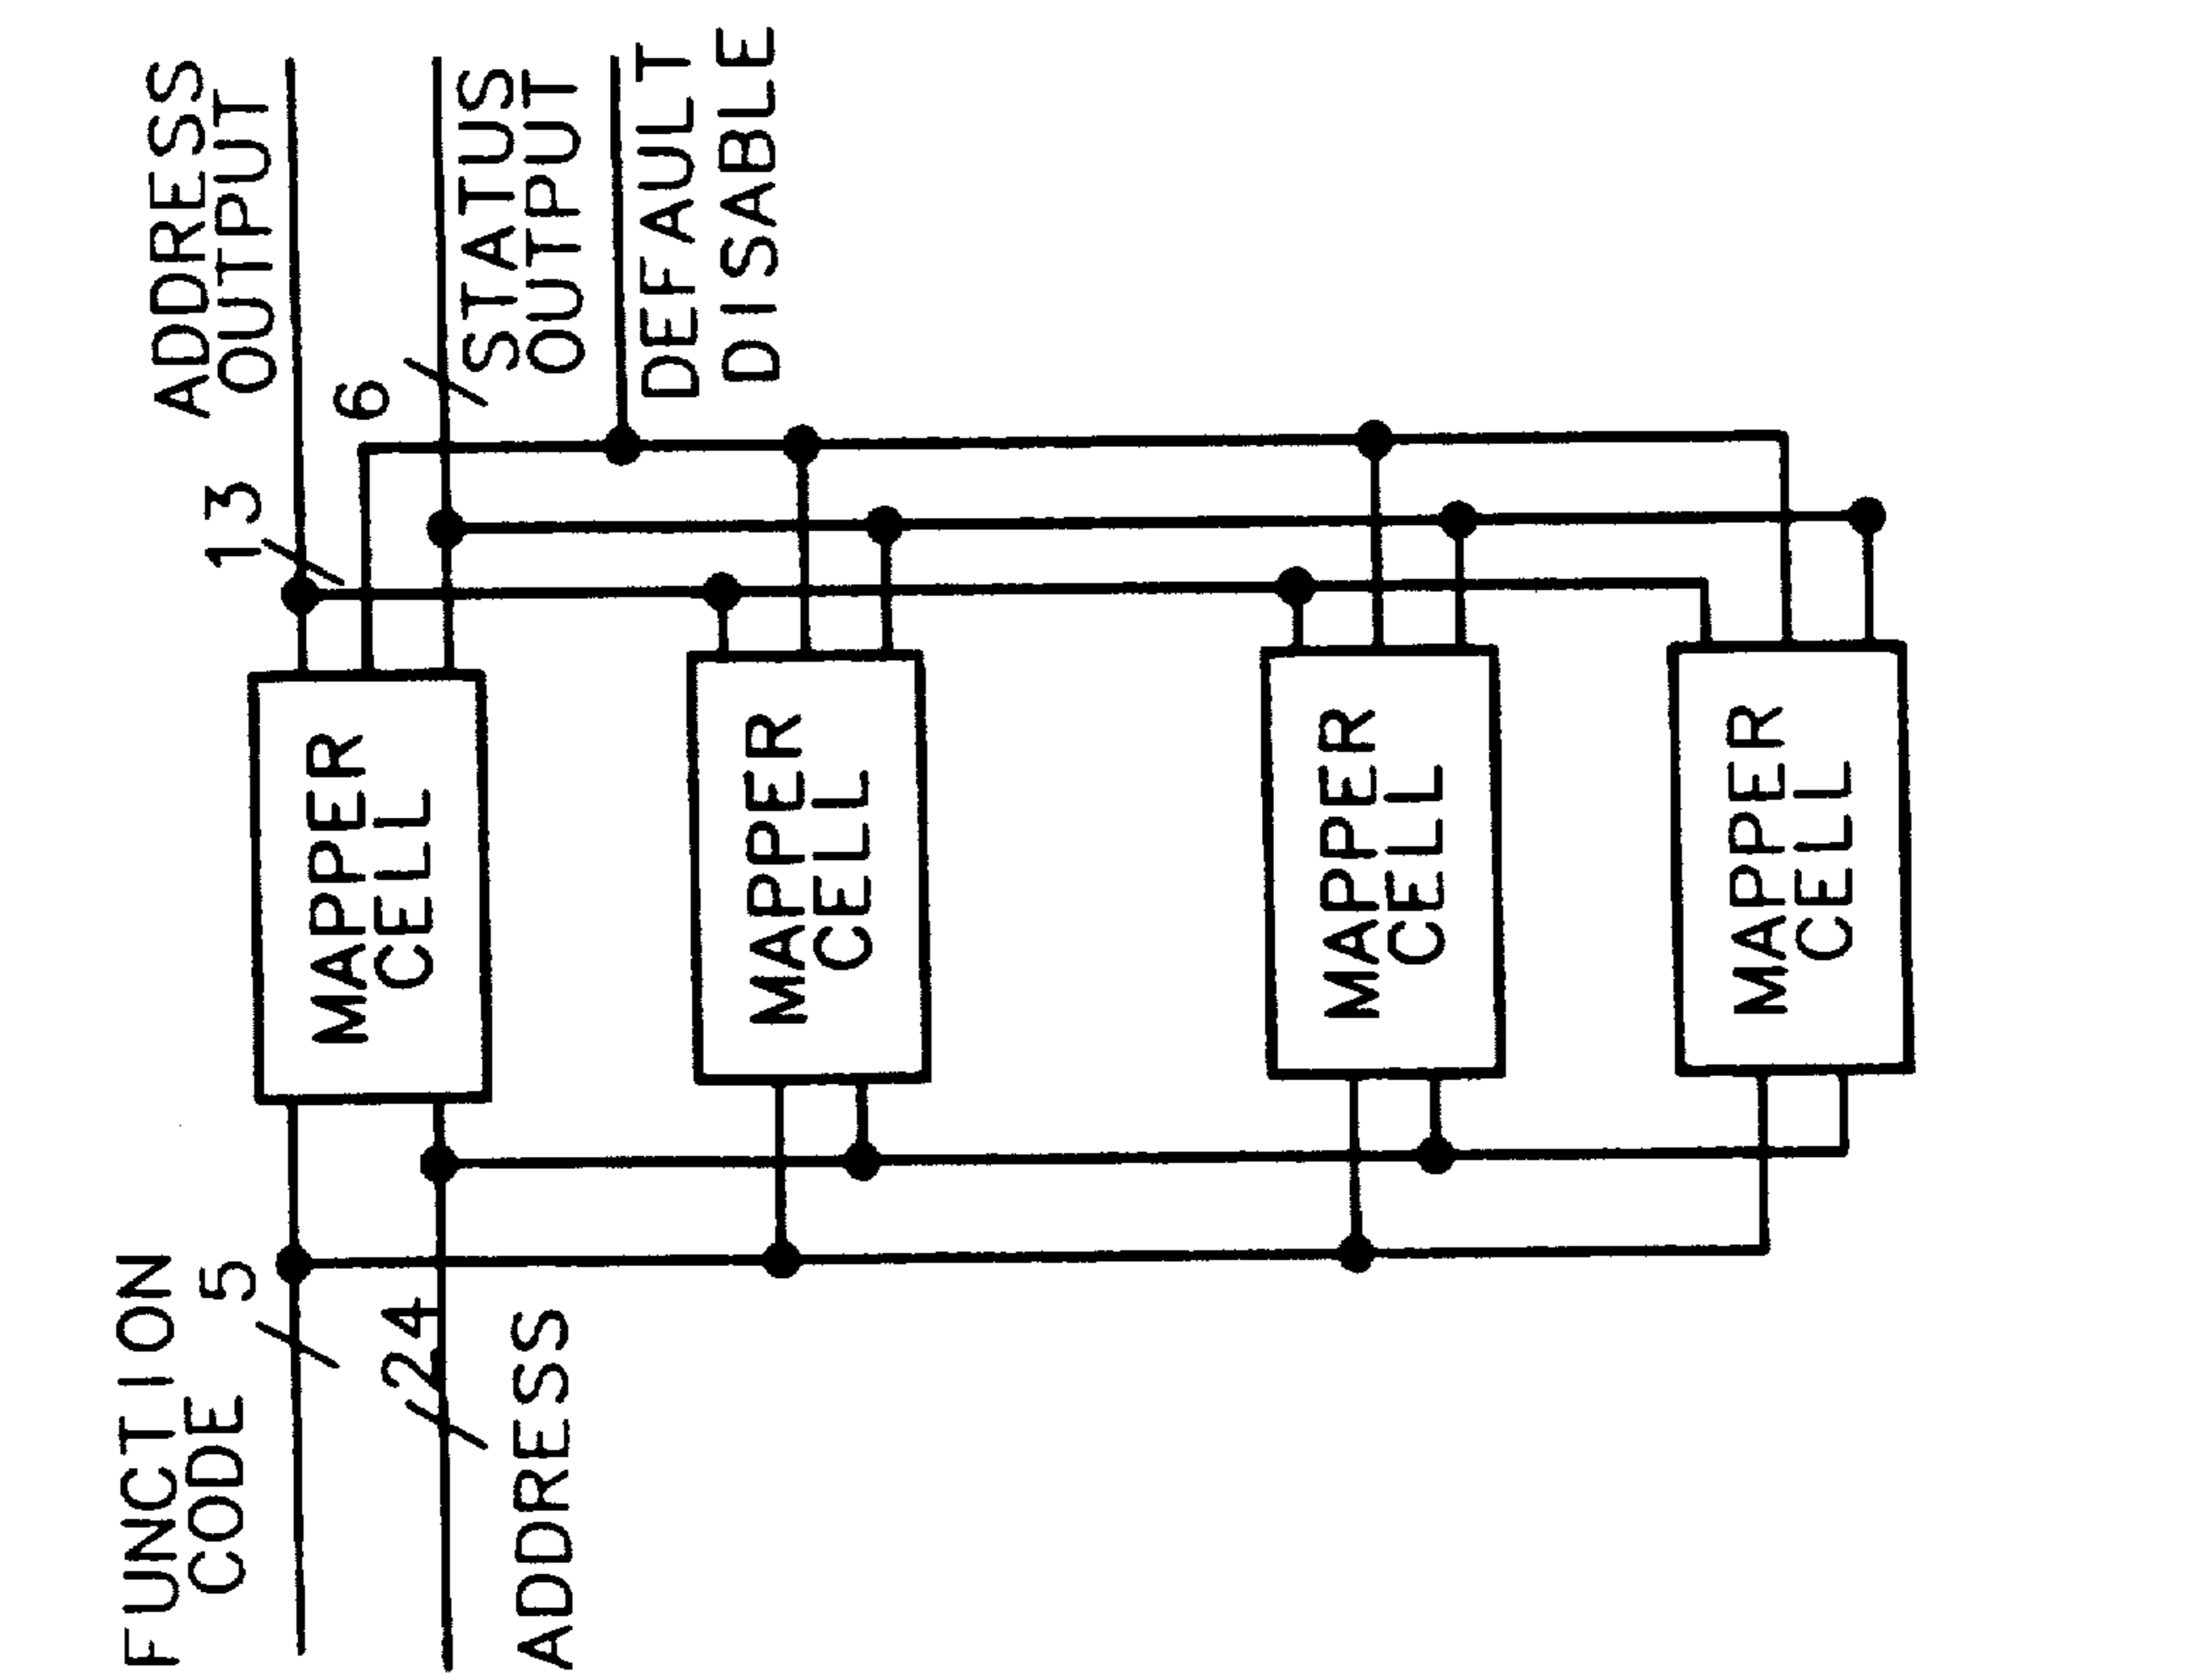 FUNCTION
CODE
5
24
ADDRESS
MAPPER
CELL
MAPPER
CELL
MAPPER
CELL
MAPPER
CELL
13
ADDRESS
OUTPUT
6
STATUS
OUTPUT
DEFAULT
DISABLE